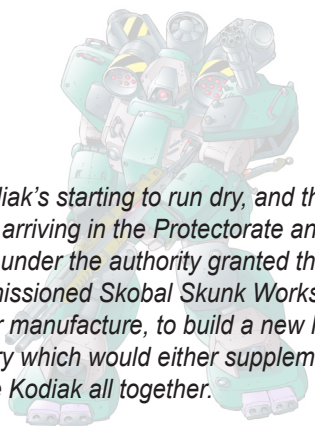 diak's starting to run dry, and th
arriving in the Protectorate an
under the authority granted th
missioned Skobal Skunk Works
r manufacture, to build a new
ry which would either supplem
e Kodiak all together.